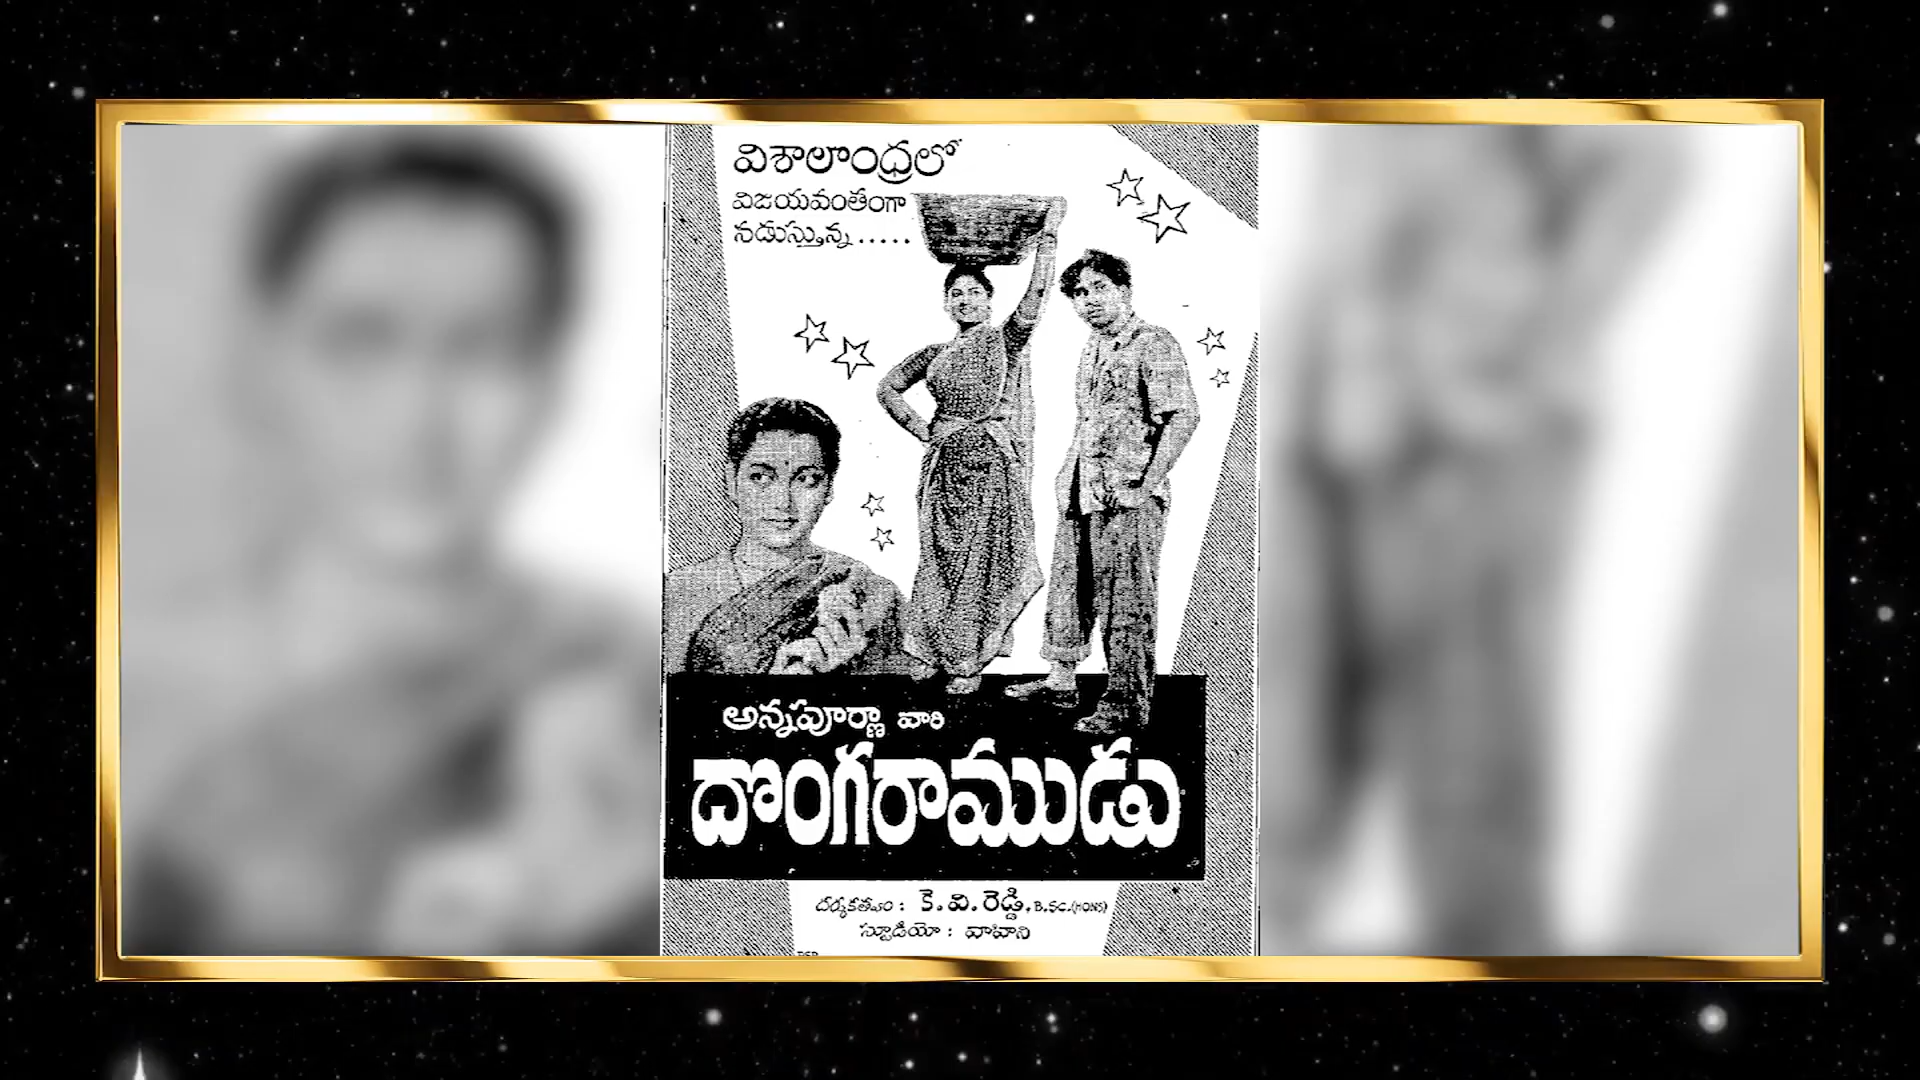 విశాలాంధ్రలో
విజయవంతంగా
నడుస్తున్న.....
అన్నపూర్ణా వారి
దొంగరాముడు
దర్శకత్వం : కె. వి. రెడ్డి, B.SC.(HONS)
స్టూడియో : వాహిని